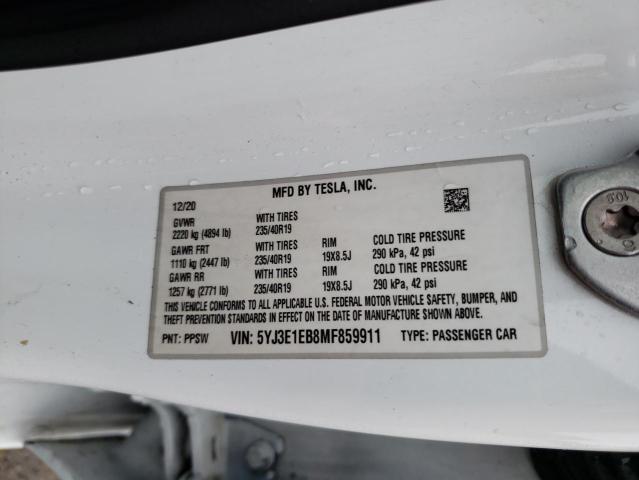 MFD BY TESLA, INC.
12/20
GVWR WITH TIRES
2220 kg (4894 lb) 235/40R19
GAWR FRT WITH TIRES RIM COLD TIRE PRESSURE
1110 kg (2447 lb) 235/40R19 19X8.5J 290 kPa, 42 psi
GAWR RR WITH TIRES RIM COLD TIRE PRESSURE
1257 kg (2771 lb) 235/40R19 19X8.5J 290 kPa, 42 psi
THIS VEHICLE CONFORMS TO ALL APPLICABLE U.S. FEDERAL MOTOR VEHICLE SAFETY, BUMPER, AND
THEFT PREVENTION STANDARDS IN EFFECT ON THE DATE OF MANUFACTURE SHOWN ABOVE.
PNT: PPSW VIN: 5YJ3E1EB8MF859911 TYPE: PASSENGER CAR
10.9